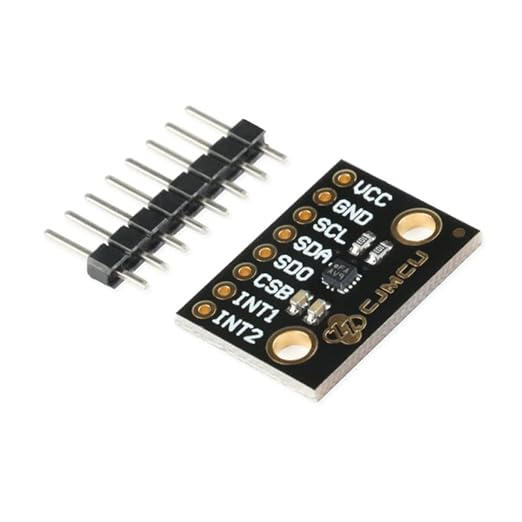 VCC
GND
SCL
SDA
SDO
CSB
INT1
INT2
CJMCU